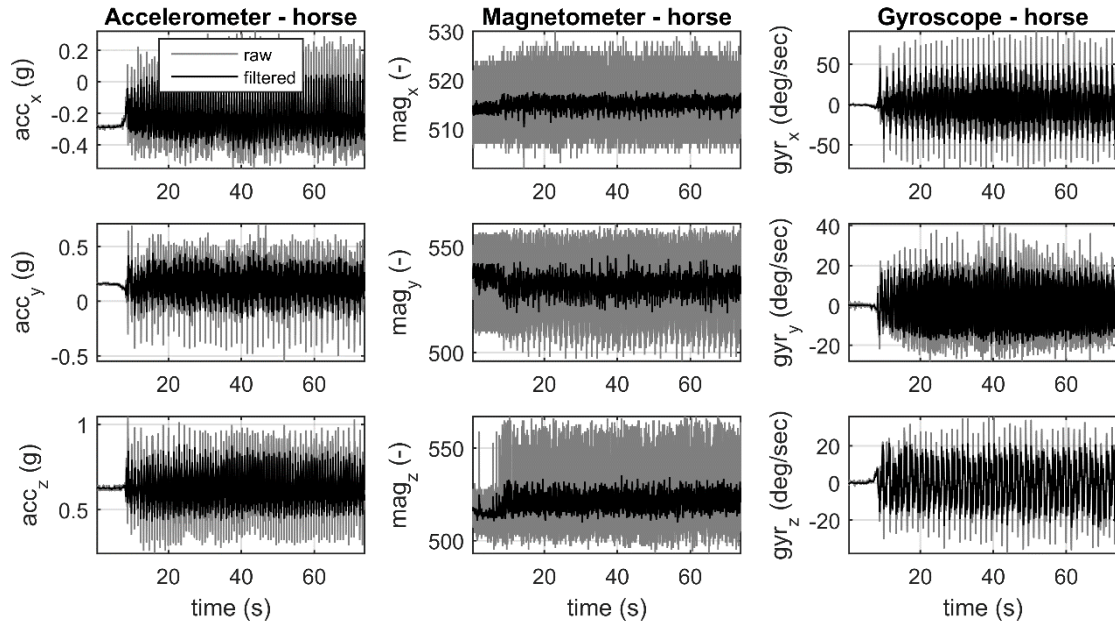 Accelerometer - horse
raw
filtered
acc_x (g)
0.2
0
-0.2
-0.4
20 40 60
acc_y (g)
0.5
0
-0.5
20 40 60
acc_z (g)
1
0.5
20 40 60
time (s)
Magnetometer - horse
mag_x (-)
530
520
510
20 40 60
mag_y (-)
550
500
20 40 60
mag_z (-)
550
500
20 40 60
time (s)
Gyroscope - horse
gyr_x (deg/sec)
50
0
-50
20 40 60
gyr_y (deg/sec)
40
20
0
-20
20 40 60
gyr_z (deg/sec)
20
0
-20
20 40 60
time (s)